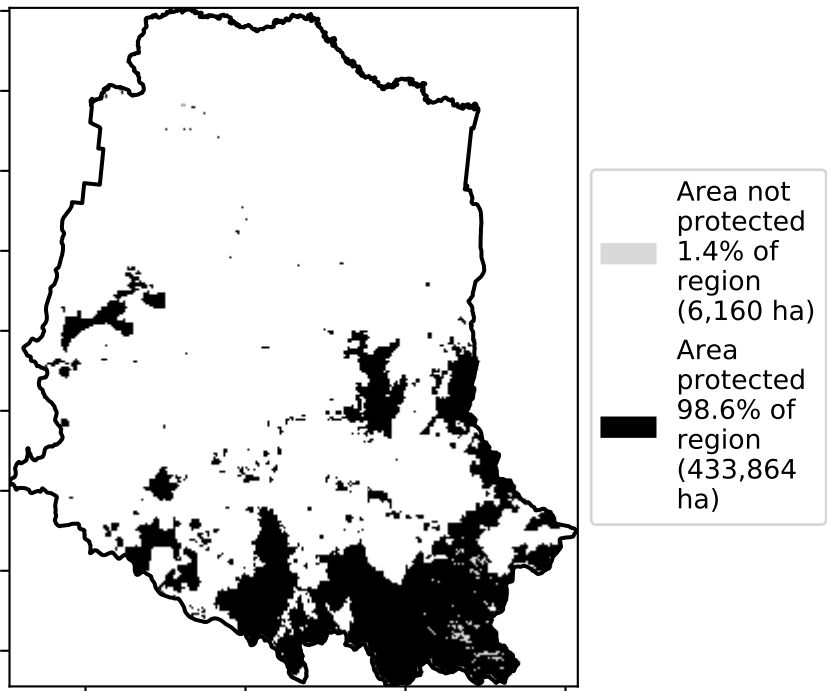 Area not
protected
1.4% of
region
(6,160 ha)
Area
protected
98.6% of
region
(433,864
ha)